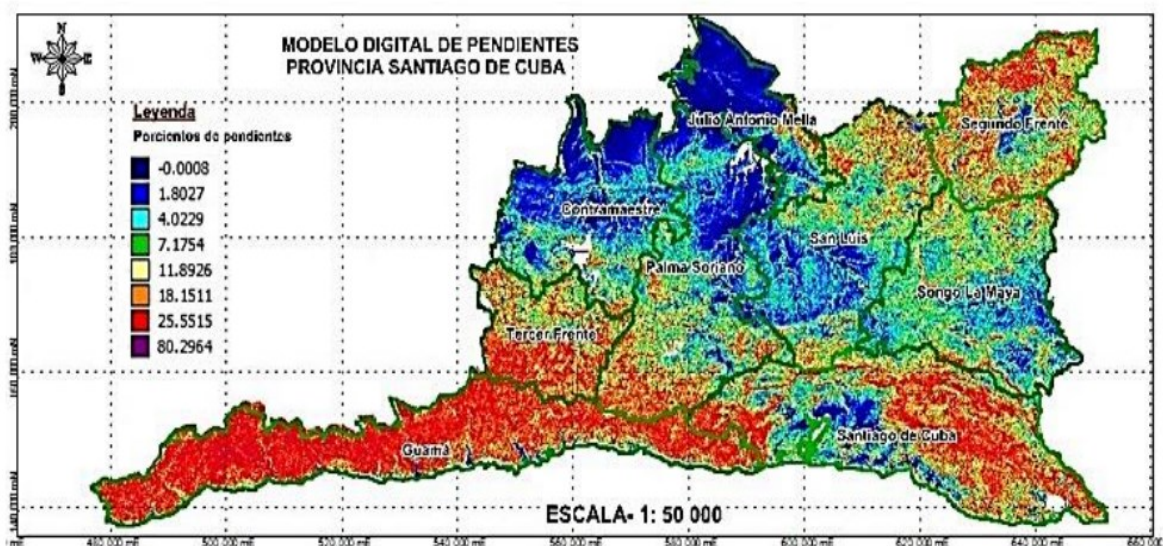 N
W E
S
MODELO DIGITAL DE PENDIENTES
PROVINCIA SANTIAGO DE CUBA
Leyenda
Porcientos de pendientes
-0.0008
1.8027
4.0229
7.1754
11.8926
18.1511
25.5515
80.2964
Julio Antonio Mella
Segundo Frente
Contramaestre
San Luis
Palma Soriano
Songo La Maya
Tercer Frente
Guamá
Santiago de Cuba
ESCALA- 1: 50 000